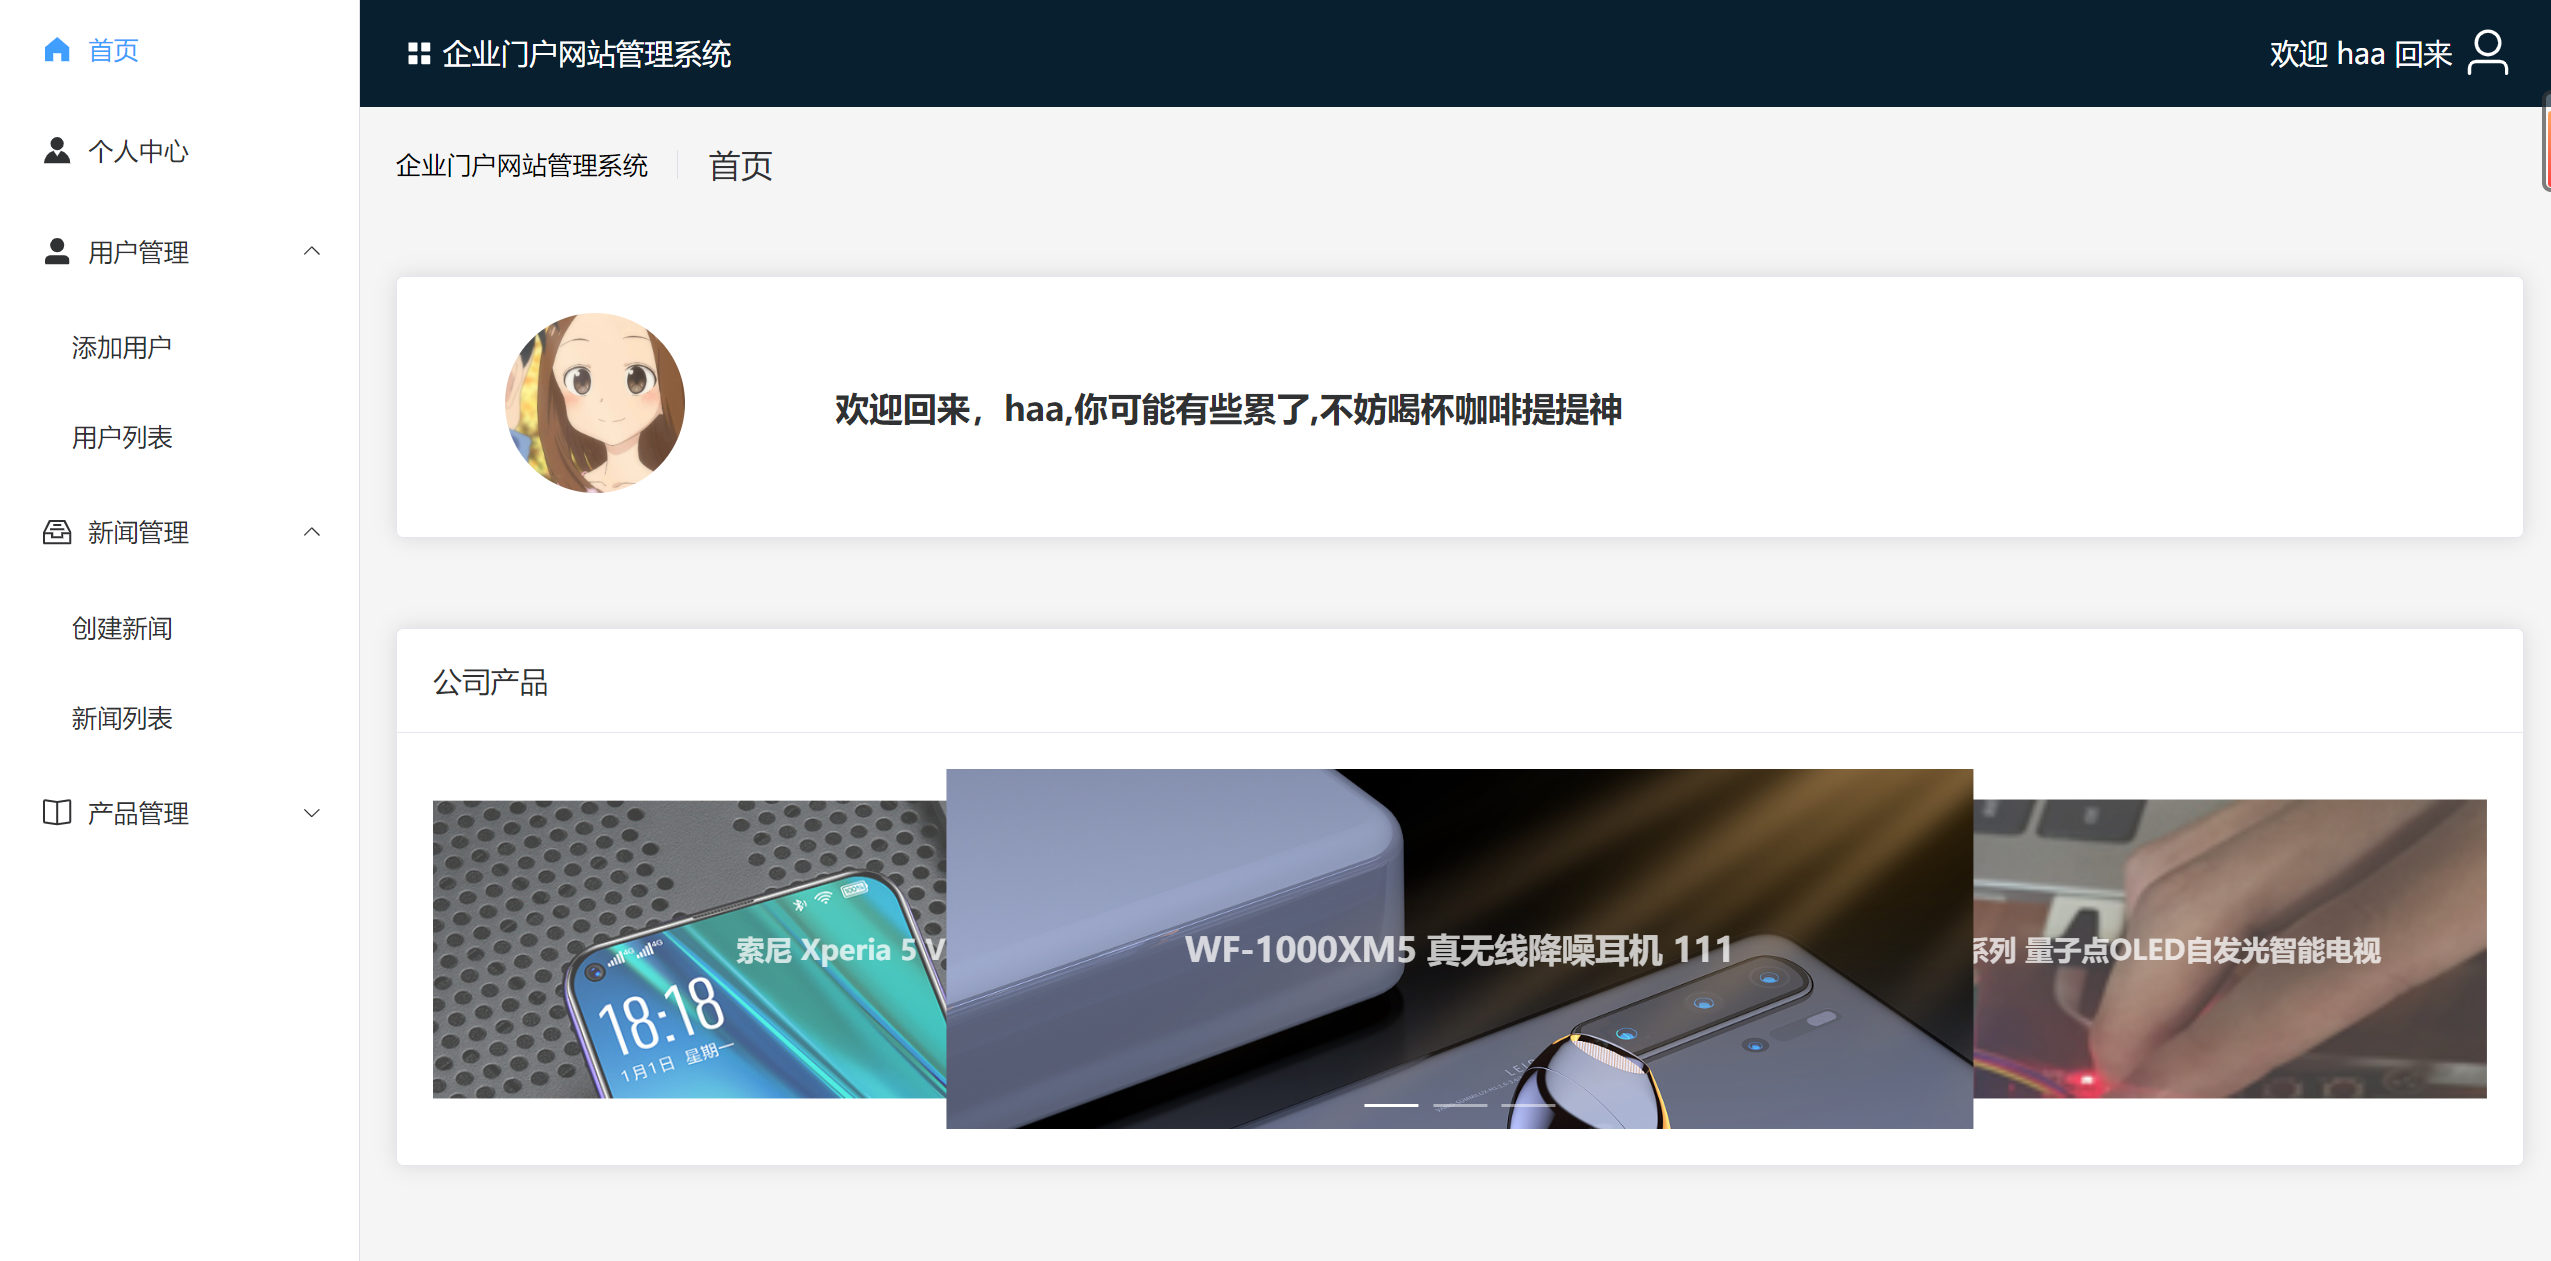 首页
个人中心
用户管理
添加用户
用户列表
新闻管理
创建新闻
新闻列表
产品管理
企业门户网站管理系统
欢迎 haa 回来
企业门户网站管理系统
首页
欢迎回来，haa,你可能有些累了,不妨喝杯咖啡提提神
公司产品
索尼 Xperia 5 V
4G 4G
18:18
1月1日 星期一
WF-1000XM5 真无线降噪耳机 111
系列 量子点OLED自发光智能电视